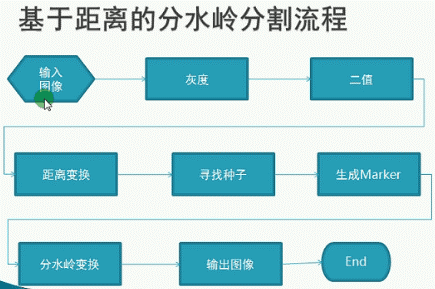 基于距离的分水岭分割流程
输入
图像
灰度
二值
距离变换
寻找种子
生成Marker
分水岭变换
输出图像
End